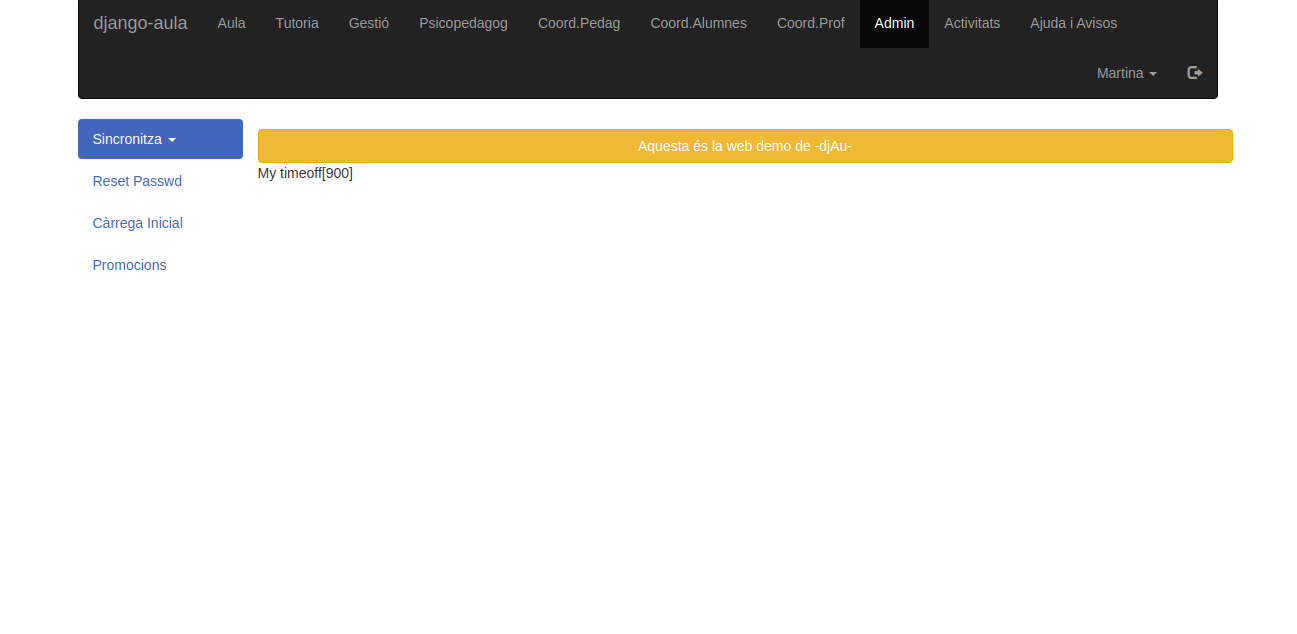 django-aula Aula Tutoria Gestió Psicopedagog Coord.Pedag Coord.Alumnes Coord.Prof Admin Activitats Ajuda i Avisos
Martina
Sincronitza
Reset Passwd
Càrrega Inicial
Promocions
Aquesta és la web demo de -djAu-
My timeoff[900]